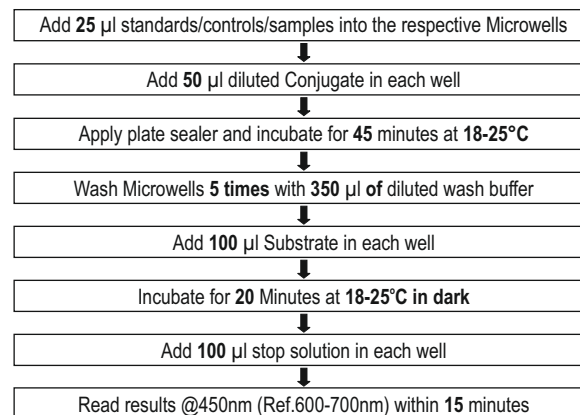 Add 25 µl standards/controls/samples into the respective Microwells
Add 50 µl diluted Conjugate in each well
Apply plate sealer and incubate for 45 minutes at 18-25°C
Wash Microwells 5 times with 350 µl of diluted wash buffer
Add 100 µl Substrate in each well
Incubate for 20 Minutes at 18-25°C in dark
Add 100 µl stop solution in each well
Read results @450nm (Ref.600-700nm) within 15 minutes